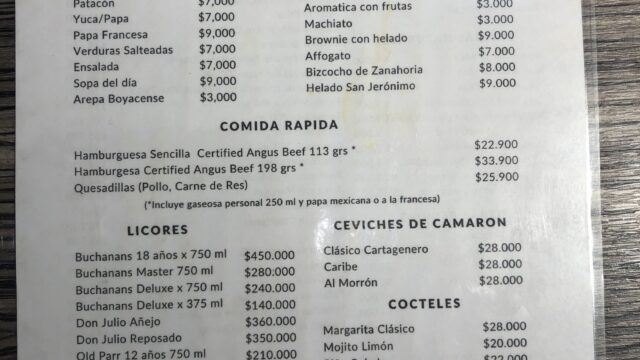 Patacón $7,000
Yuca/Papa $7,000
Papa Francesa $9,000
Verduras Salteadas $7,000
Ensalada $7,000
Sopa del día $9,000
Arepa Boyacense $3,000
Aromatica con frutas $3.000
Machiato $3.000
Brownie con helado $9.000
Affogato $7.000
Bizcocho de Zanahoria $8.000
Helado San Jerónimo $9.000
COMIDA RAPIDA
Hamburguesa Sencilla Certified Angus Beef 113 grs * $22.900
Hamburgesa Certified Angus Beef 198 grs * $33.900
Quesadillas (Pollo, Carne de Res) $25.900
(*Incluye gaseosa personal 250 ml y papa mexicana o a la francesa)
LICORES
Buchanans 18 años x 750 ml $450.000
Buchanans Master 750 ml $280.000
Buchanans Deluxe x 750 ml $240.000
Buchanans Deluxe x 375 ml $140.000
Don Julio Añejo $360.000
Don Julio Reposado $350.000
Old Parr 12 años 750 ml $210.000
CEVICHES DE CAMARON
Clásico Cartagenero $28.000
Caribe $28.000
Al Morrón $28.000
COCTELES
Margarita Clásico $28.000
Mojito Limón $20.000
$22.000